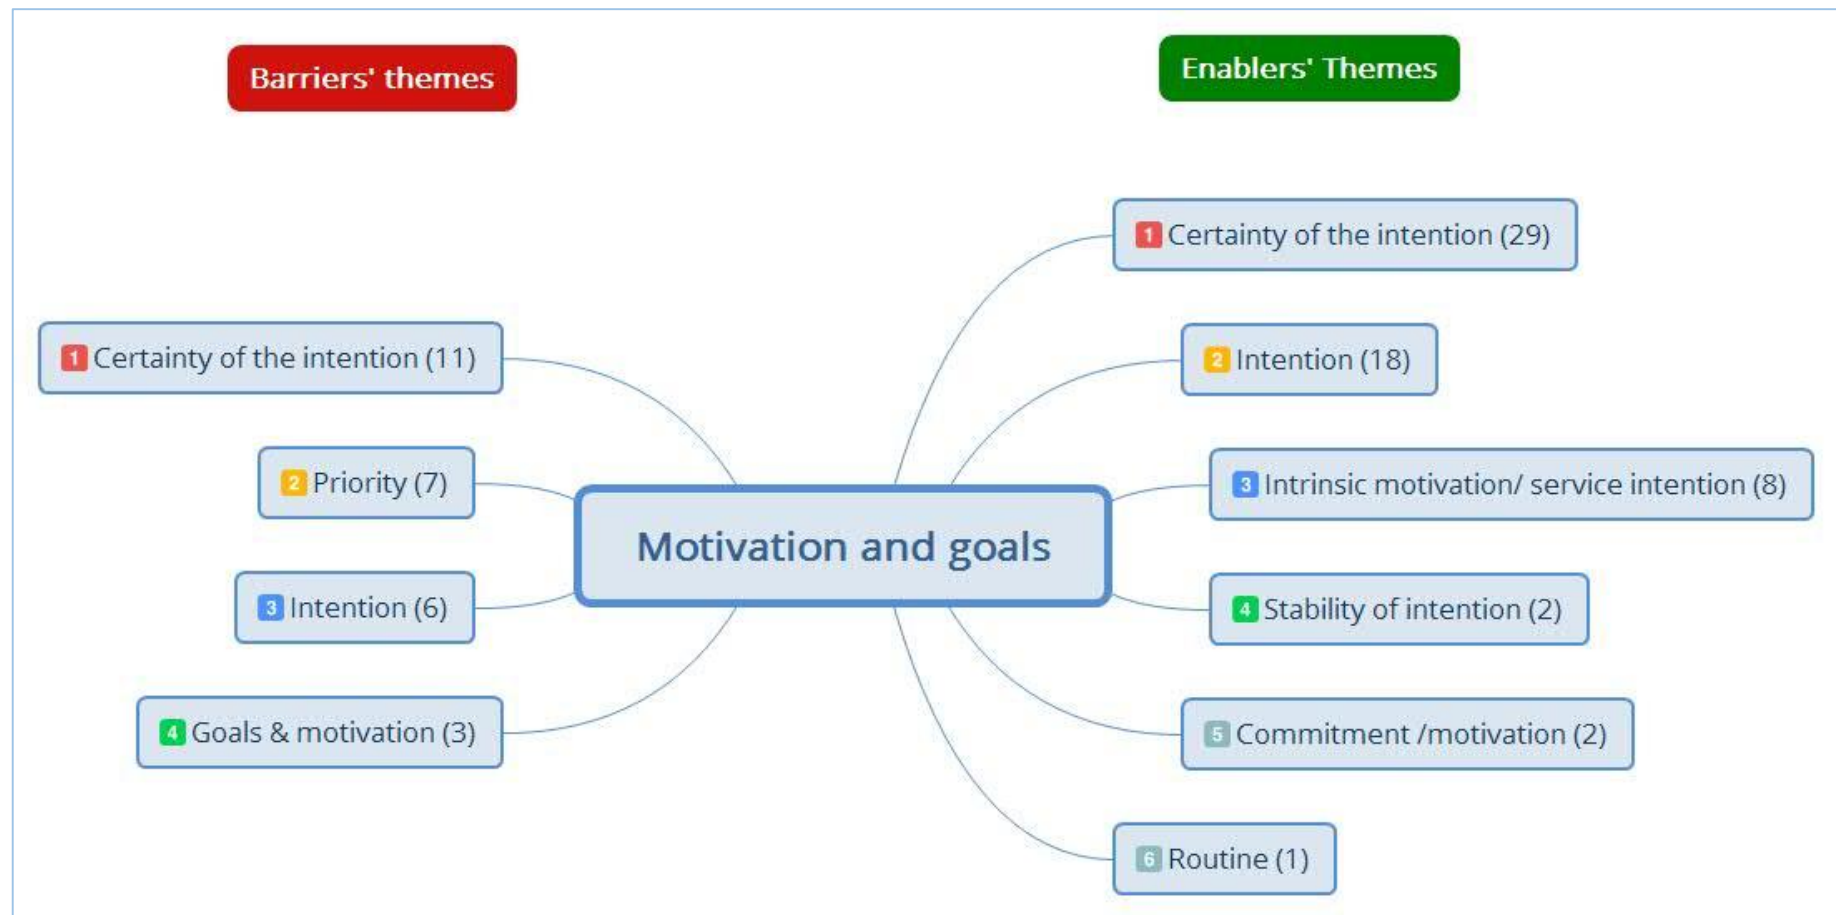 Barriers' themes
Enablers' Themes
1 Certainty of the intention (11)
2 Priority (7)
3 Intention (6)
4 Goals & motivation (3)
Motivation and goals
1 Certainty of the intention (29)
2 Intention (18)
3 Intrinsic motivation/ service intention (8)
4 Stability of intention (2)
5 Commitment /motivation (2)
6 Routine (1)